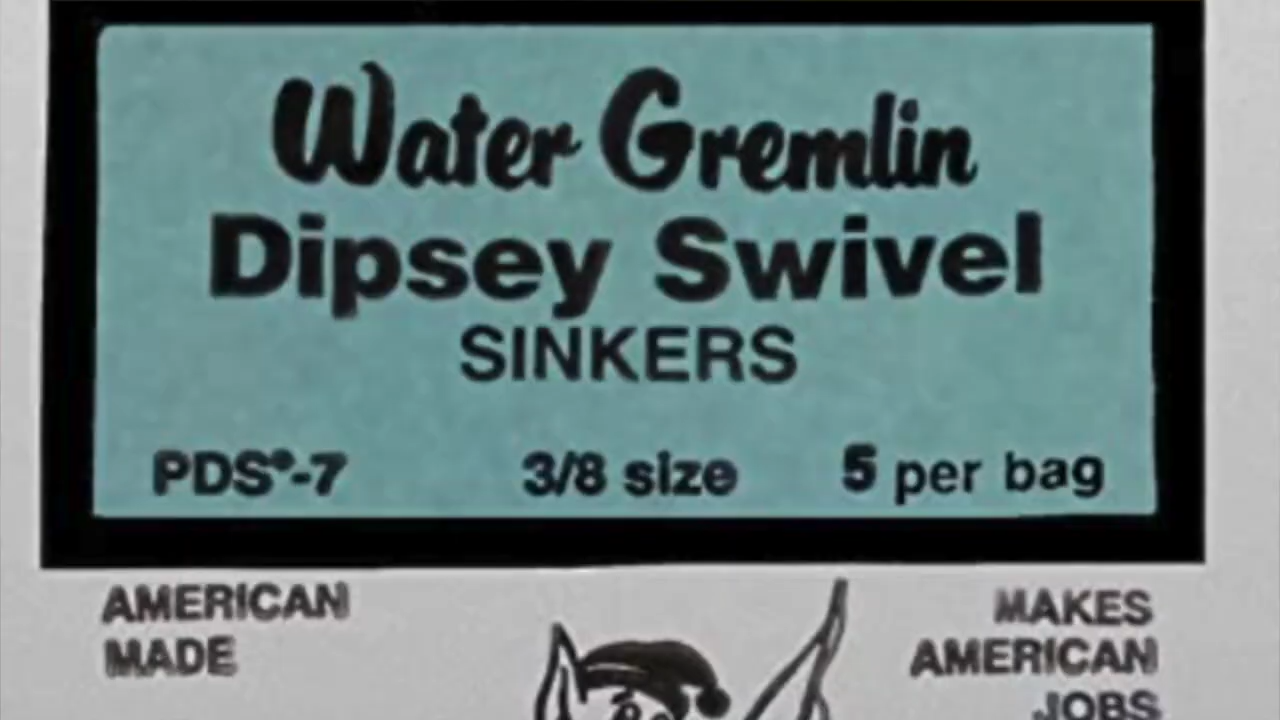 Water Gremlin
Dipsey Swivel
SINKERS
PDS®-7 3/8 size 5 per bag
AMERICAN
MADE
MAKES
AMERICAN
JOBS